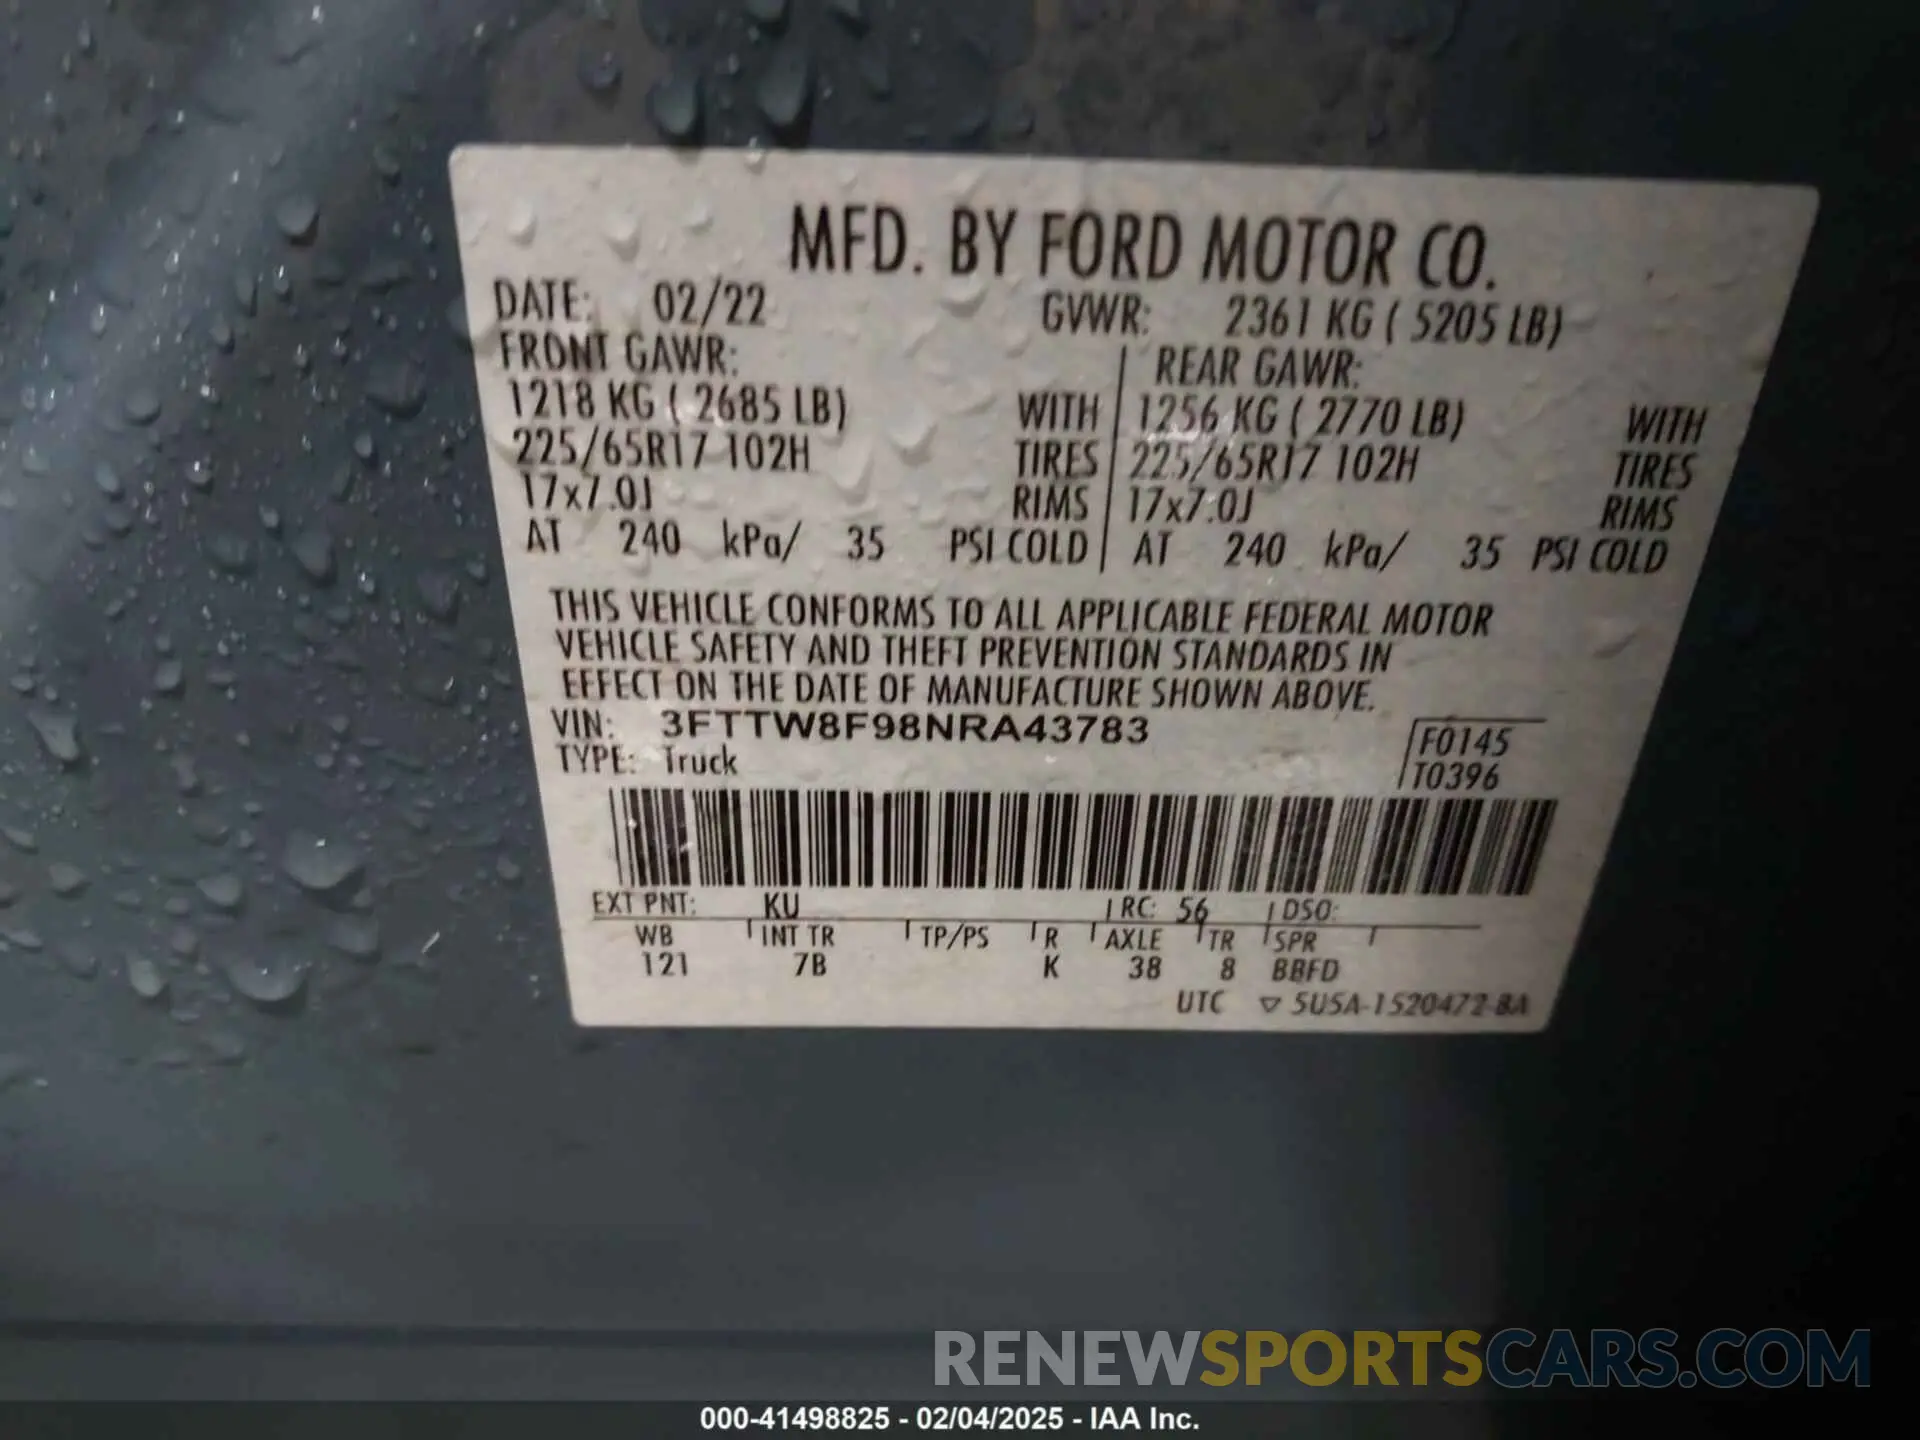 MFD. BY FORD MOTOR CO.
DATE: 02/22 GVWR: 2361 KG ( 5205 LB)
FRONT GAWR: REAR GAWR:
1218 KG ( 2685 LB) WITH 1256 KG ( 2770 LB) WITH
225/65R17 102H TIRES 225/65R17 102H TIRES
17x7.0J RIMS 17x7.0J RIMS
AT 240 kPa/ 35 PSI COLD AT 240 kPa/ 35 PSI COLD
THIS VEHICLE CONFORMS TO ALL APPLICABLE FEDERAL MOTOR
VEHICLE SAFETY AND THEFT PREVENTION STANDARDS IN
EFFECT ON THE DATE OF MANUFACTURE SHOWN ABOVE.
VIN: 3FTTW8F98NRA43783
TYPE: Truck
F0145
T0396
EXT PNT: KU RC: 56 DSO:
WB INT TR TP/PS R AXLE TR SPR
121 7B K 38 8 BBFD
UTC ▽ 5U5A-1520472-BA
RENEWSPORTSCARS.COM
000-41498825 - 02/04/2025 - IAA Inc.